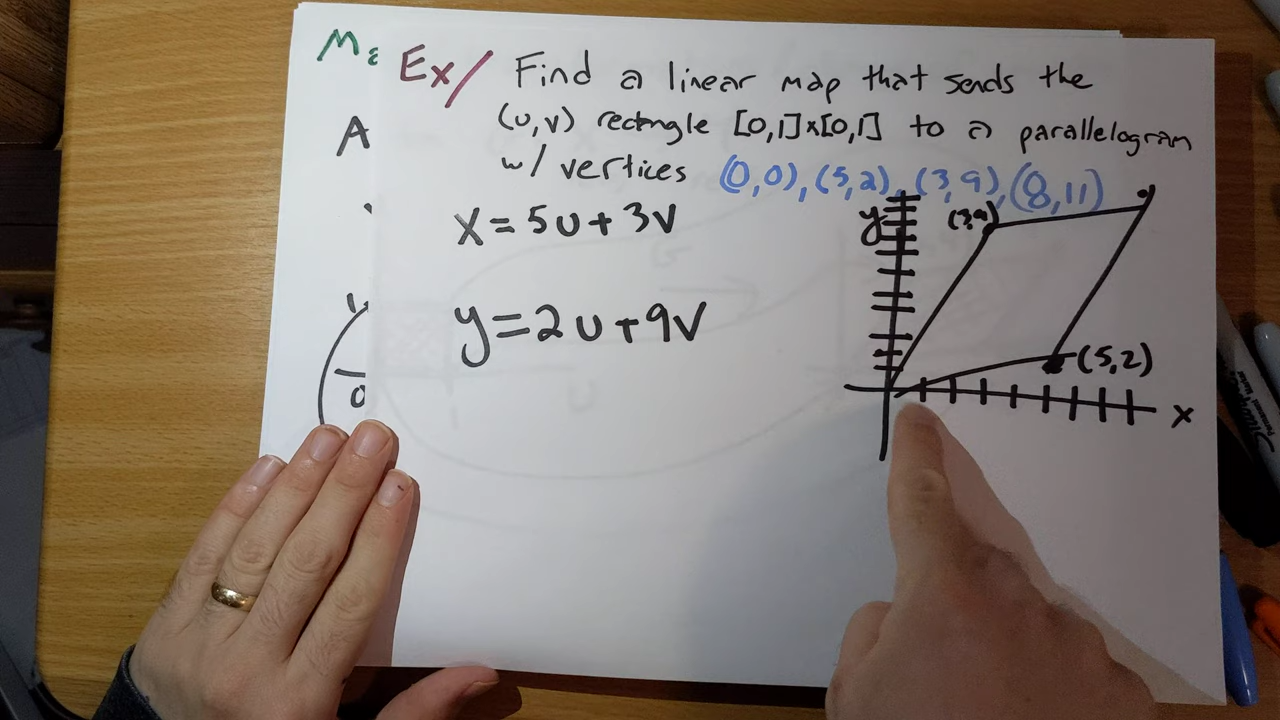 Ex/ Find a linear map that sends the
(u,v) rectangle [0,1]x[0,1] to a parallelogram
w/ vertices (0,0), (5,2), (3,9), (8,11)
x=5u+3v
y=2u+9v
y
(3,9)
(5,2)
x
A
0